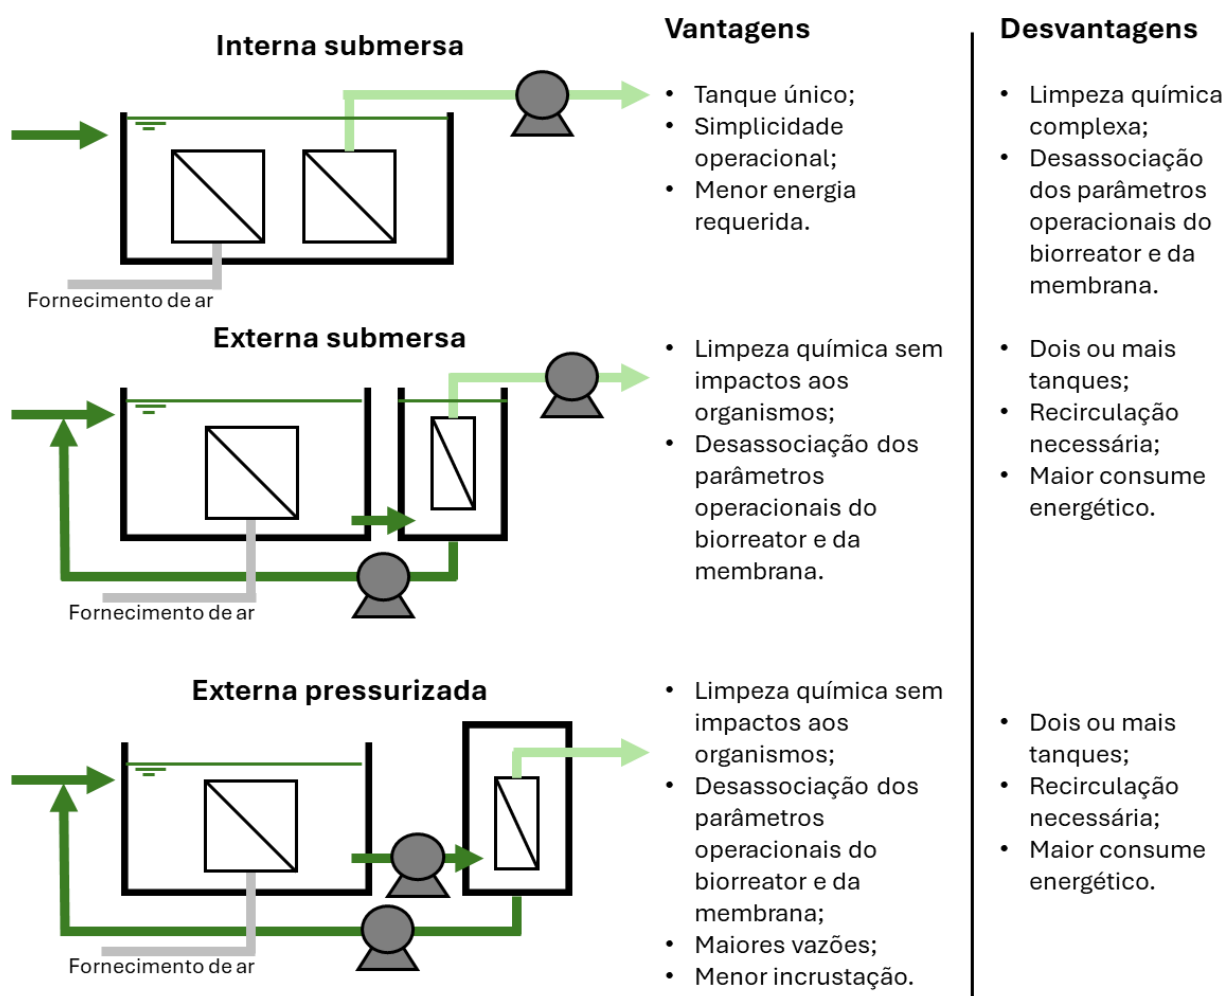 Vantagens
Desvantagens
Interna submersa
Fornecimento de ar
• Tanque único;
• Simplicidade
operacional;
• Menor energia
requerida.
• Limpeza química
complexa;
• Desassociação
dos parâmetros
operacionais do
biorreator e da
membrana.
Externa submersa
Fornecimento de ar
• Limpeza química sem
impactos aos
organismos;
• Desassociação dos
parâmetros
operacionais do
biorreator e da
membrana.
• Dois ou mais
tanques;
• Recirculação
necessária;
• Maior consume
energético.
Externa pressurizada
Fornecimento de ar
• Limpeza química sem
impactos aos
organismos;
• Desassociação dos
parâmetros
operacionais do
biorreator e da
membrana;
• Maiores vazões;
• Menor incrustação.
• Dois ou mais
tanques;
• Recirculação
necessária;
• Maior consume
energético.